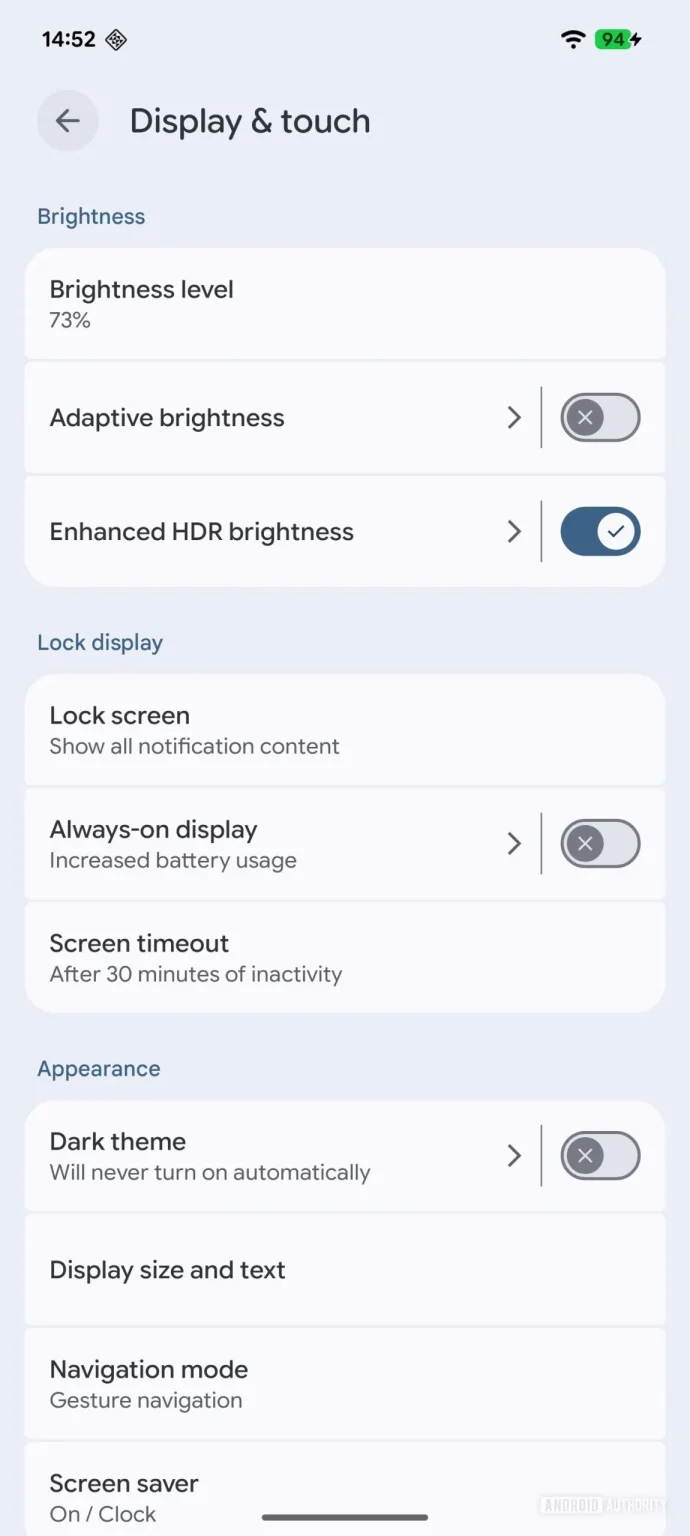 14:52
94
Display & touch
Brightness
Brightness level
73%
Adaptive brightness
Enhanced HDR brightness
Lock display
Lock screen
Show all notification content
Always-on display
Increased battery usage
Screen timeout
After 30 minutes of inactivity
Appearance
Dark theme
Will never turn on automatically
Display size and text
Navigation mode
Gesture navigation
Screen saver
On / Clock
ANDROID AUTHORITY